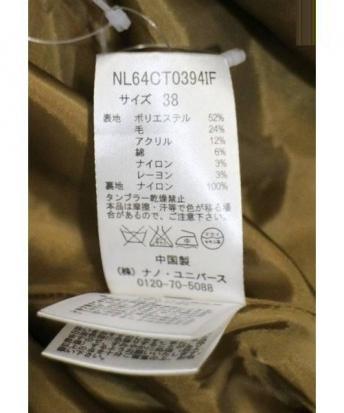 NL64CT0394IF
サイズ 38
表地 ポリエステル 52%
毛 24%
アクリル 12%
綿 6%
ナイロン 3%
レーヨン 3%
裏地 ナイロン 100%
タンブラー乾燥禁止
本品は摩擦・汗等で色が移る場
合があるので、ご注意下さい。
中国製
(株) ナノ・ユニバース
0120-70-5088